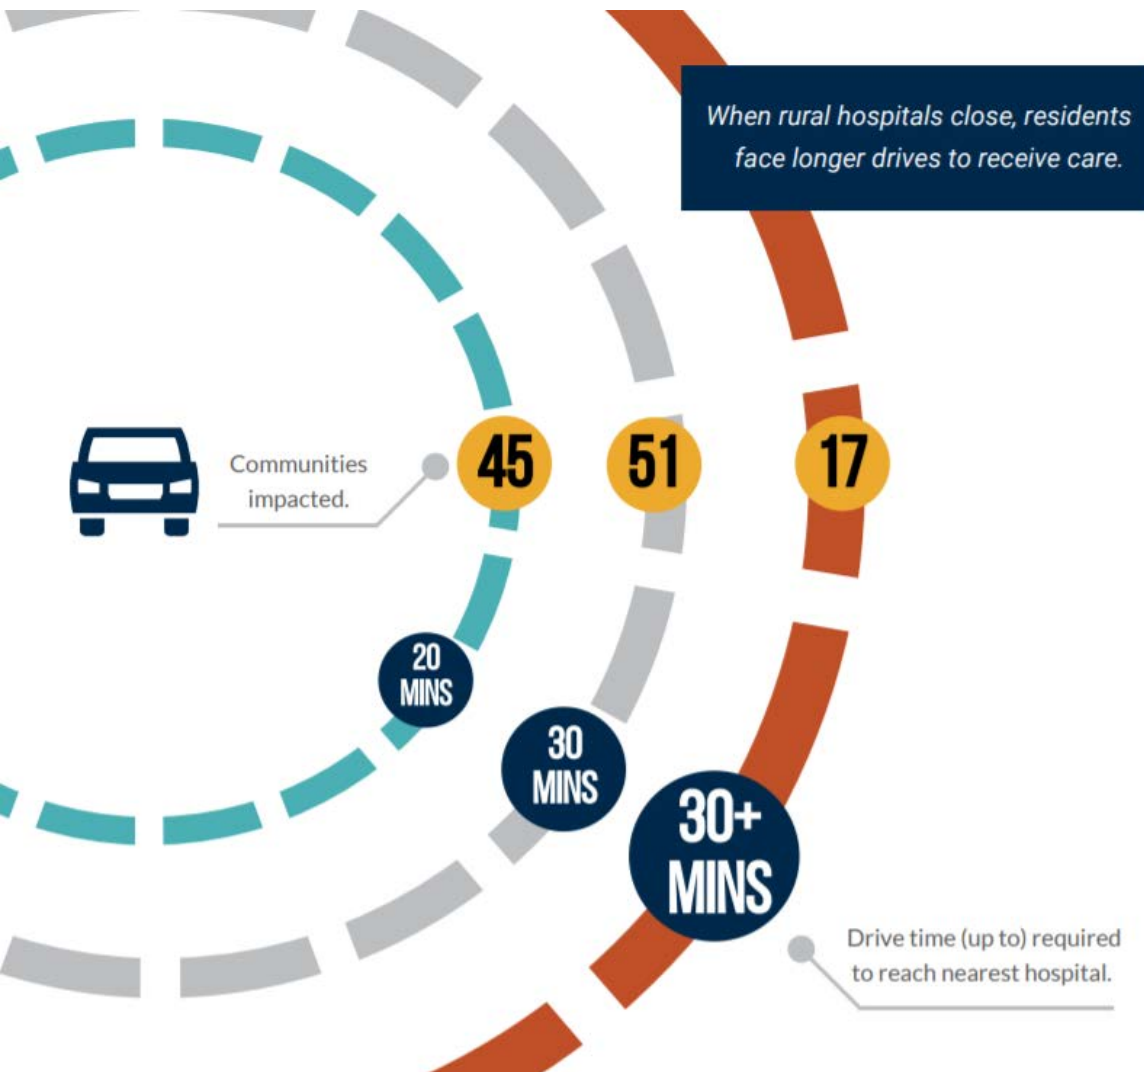 When rural hospitals close, residents
face longer drives to receive care.
Communities
impacted.
45
51
17
20
MINS
30
MINS
30+
MINS
Drive time (up to) required
to reach nearest hospital.